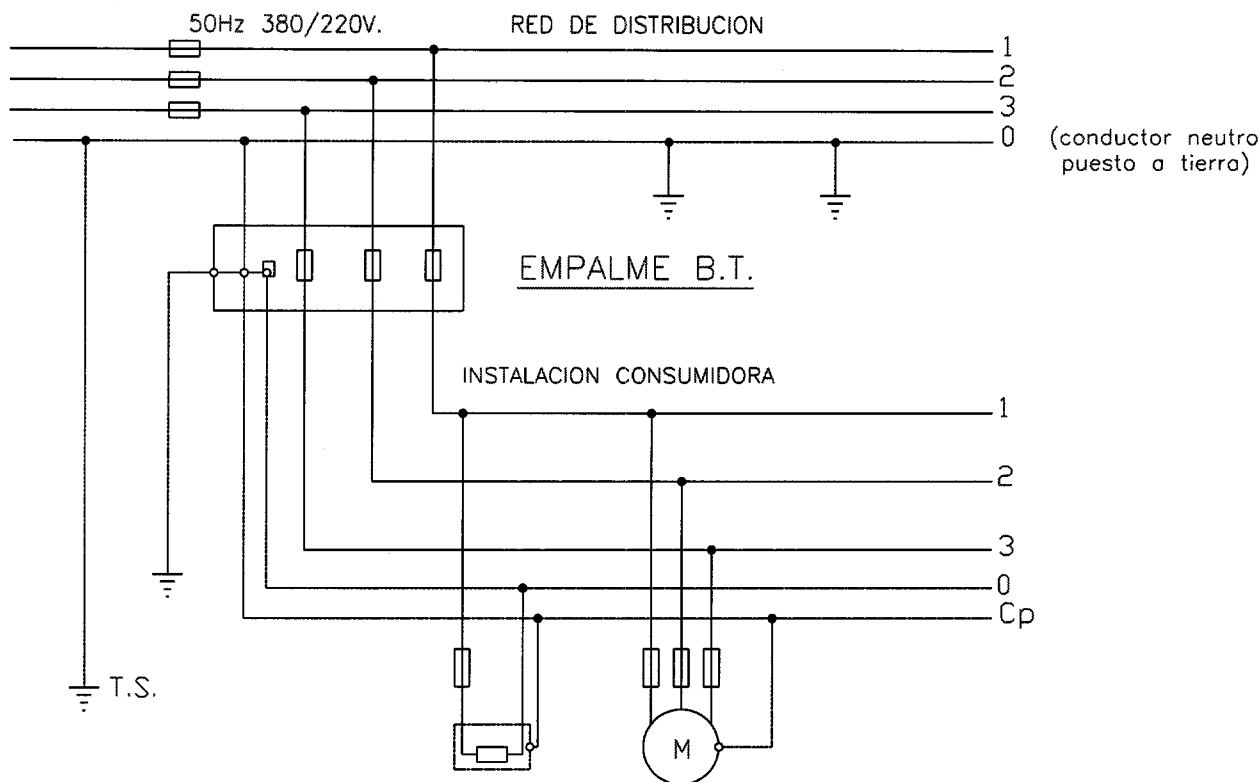 50Hz 380/220V.
RED DE DISTRIBUCION
1
2
3
0
(conductor neutro
puesto a tierra)
EMPALME B.T.
INSTALACION CONSUMIDORA
1
2
3
0
Cp
T.S.
M